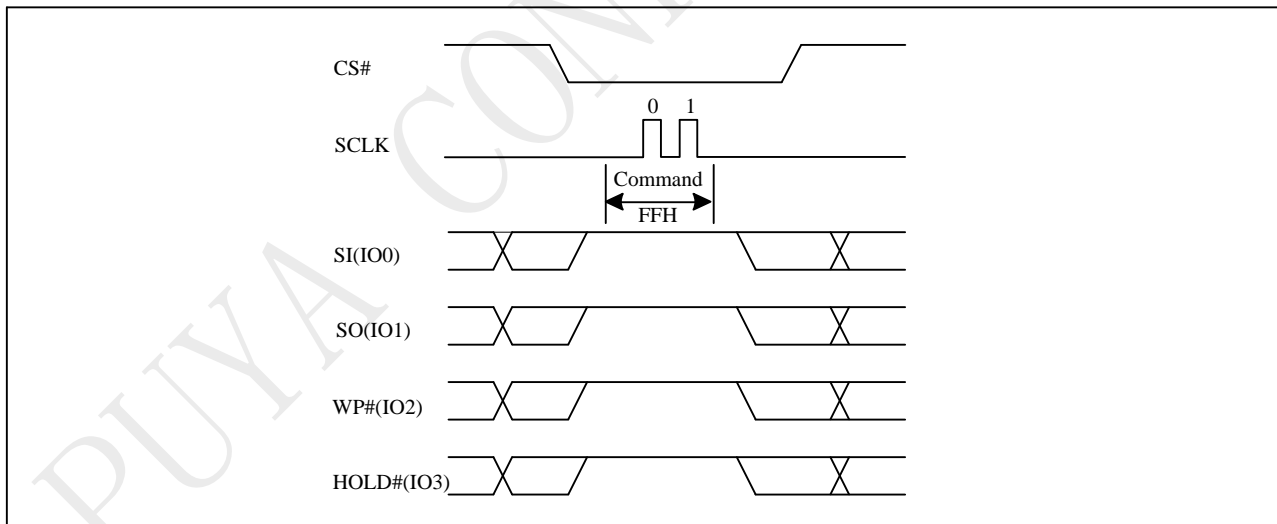 PUYA CON
CS#
0 1
SCLK
Command
FFH
SI(IO0)
SO(IO1)
WP#(IO2)
HOLD#(IO3)